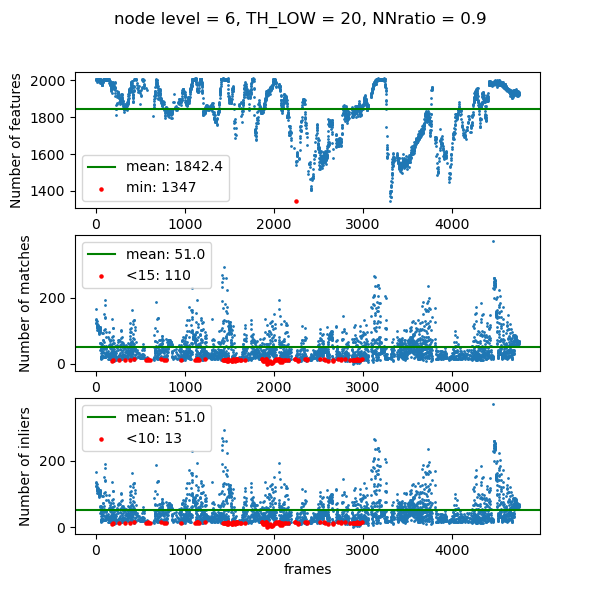 node level = 6, TH_LOW = 20, NNratio = 0.9
Number of features
2000
1800
1600
1400
mean: 1842.4
min: 1347
0
1000
2000
3000
4000
Number of matches
200
0
mean: 51.0
<15: 110
0
1000
2000
3000
4000
Number of inliers
200
0
mean: 51.0
<10: 13
0
1000
2000
3000
4000
frames